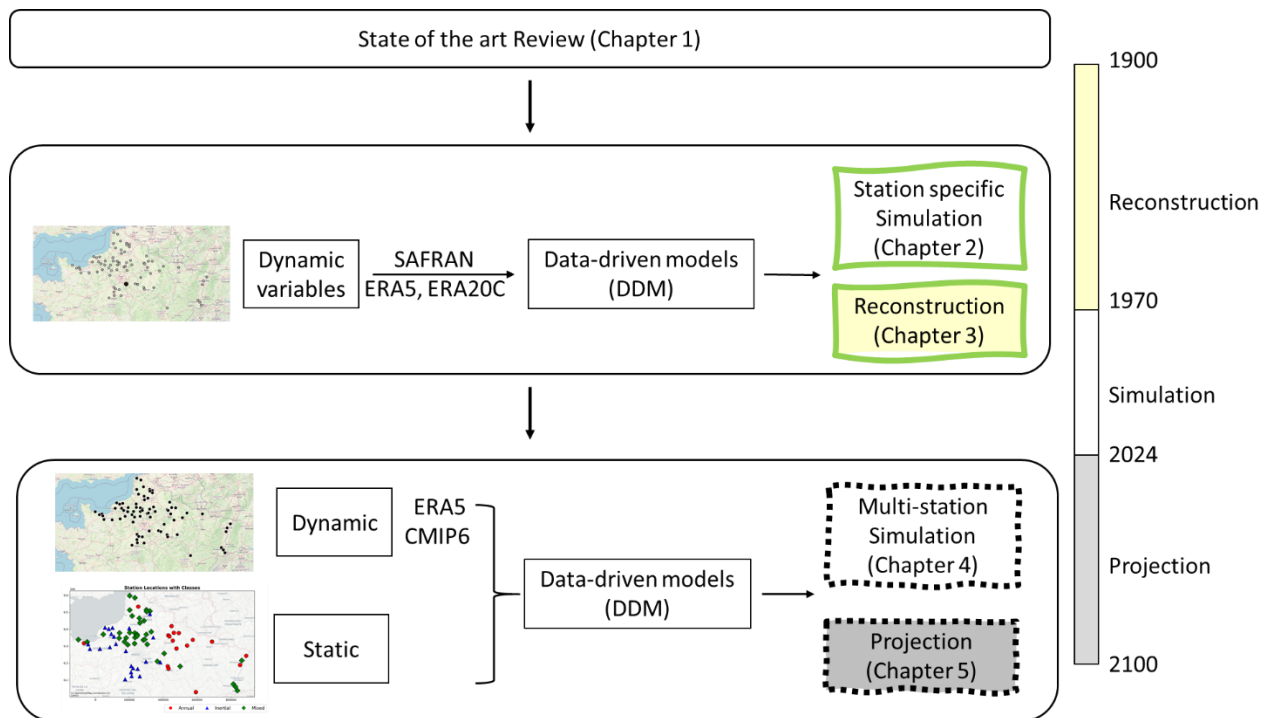 State of the art Review (Chapter 1)
1900
Reconstruction
1970
Simulation
2024
Projection
2100
Dynamic
variables
SAFRAN
ERA5, ERA20C
Data-driven models
(DDM)
Station specific
Simulation
(Chapter 2)
Reconstruction
(Chapter 3)
Dynamic
ERA5
CMIP6
Station Locations with Classes
Annual
Inertial
Mixed
Static
Data-driven models
(DDM)
Multi-station
Simulation
(Chapter 4)
Projection
(Chapter 5)